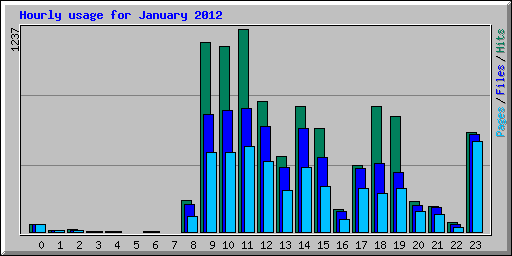 Hourly usage for January 2012
1237
Pages/Files/Hits
0 1 2 3 4 5 6 7 8 9 10 11 12 13 14 15 16 17 18 19 20 21 22 23